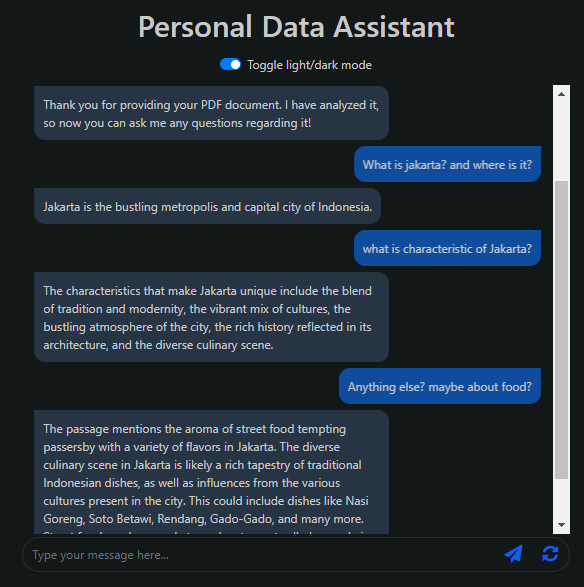 Personal Data Assistant
Toggle light/dark mode
Thank you for providing your PDF document. I have analyzed it,
so now you can ask me any questions regarding it!
What is jakarta? and where is it?
Jakarta is the bustling metropolis and capital city of Indonesia.
what is characteristic of Jakarta?
The characteristics that make Jakarta unique include the blend
of tradition and modernity, the vibrant mix of cultures, the
bustling atmosphere of the city, the rich history reflected in its
architecture, and the diverse culinary scene.
Anything else? maybe about food?
The passage mentions the aroma of street food tempting
passersby with a variety of flavors in Jakarta. The diverse
culinary scene in Jakarta is likely a rich tapestry of traditional
Indonesian dishes, as well as influences from the various
cultures present in the city. This could include dishes like Nasi
Goreng, Soto Betawi, Rendang, Gado-Gado, and many more.
Type your message here...